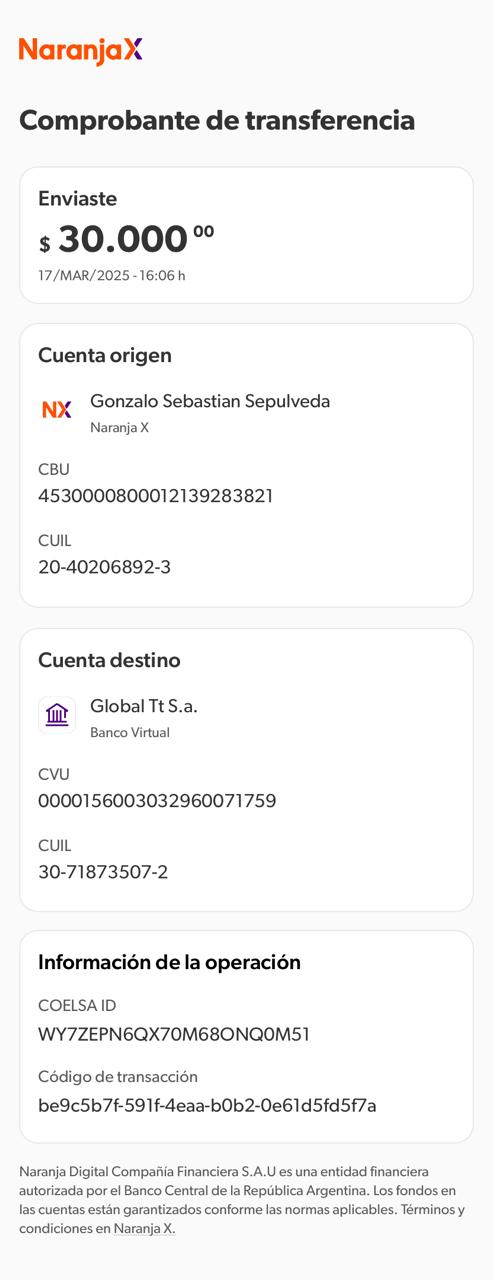 NaranjaX
Comprobante de transferencia
Enviaste
$ 30.000 00
17/MAR/2025 - 16:06 h
Cuenta origen
NX
Gonzalo Sebastian Sepulveda
Naranja X
CBU
4530000800012139283821
CUIL
20-40206892-3
Cuenta destino
Global Tt S.a.
Banco Virtual
CVU
0000156003032960071759
CUIL
30-71873507-2
Información de la operación
COELSA ID
WY7ZEPN6QX70M68ONQ0M51
Código de transacción
be9c5b7f-591f-4eaa-b0b2-0e61d5fd5f7a
Naranja Digital Compañía Financiera S.A.U es una entidad financiera
autorizada por el Banco Central de la República Argentina. Los fondos en
las cuentas están garantizados conforme las normas aplicables. Términos y
condiciones en Naranja X.